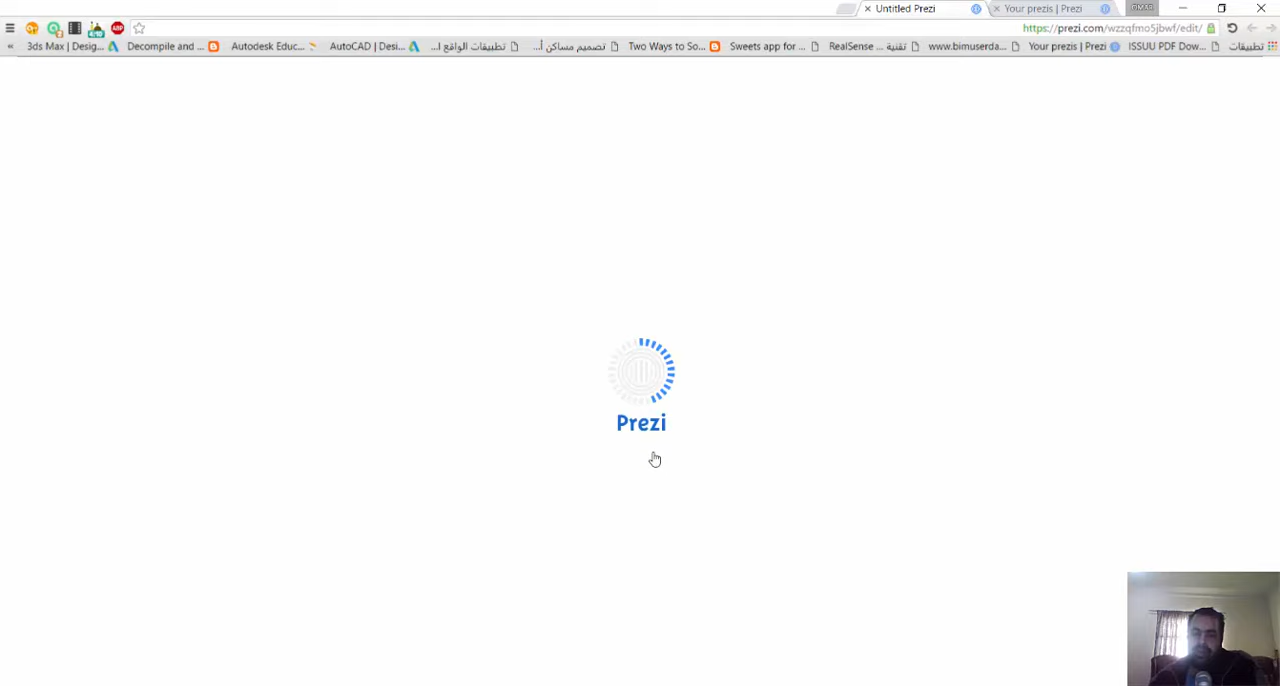 Untitled Prezi
Your prezis | Prezi
https://prezi.com/wzzqfmo5jbwf/edit/
« 3ds Max | Desig... Decompile and ... Autodesk Educ... AutoCAD | Desi... تطبيقات الواقع ا... تصميم مساكن أ... Two Ways to So... Sweets app for ... RealSense ... تقنية www.bimuserda... Your prezis | Prezi ISSUU PDF Dow... تطبيقات
ABP
Prezi